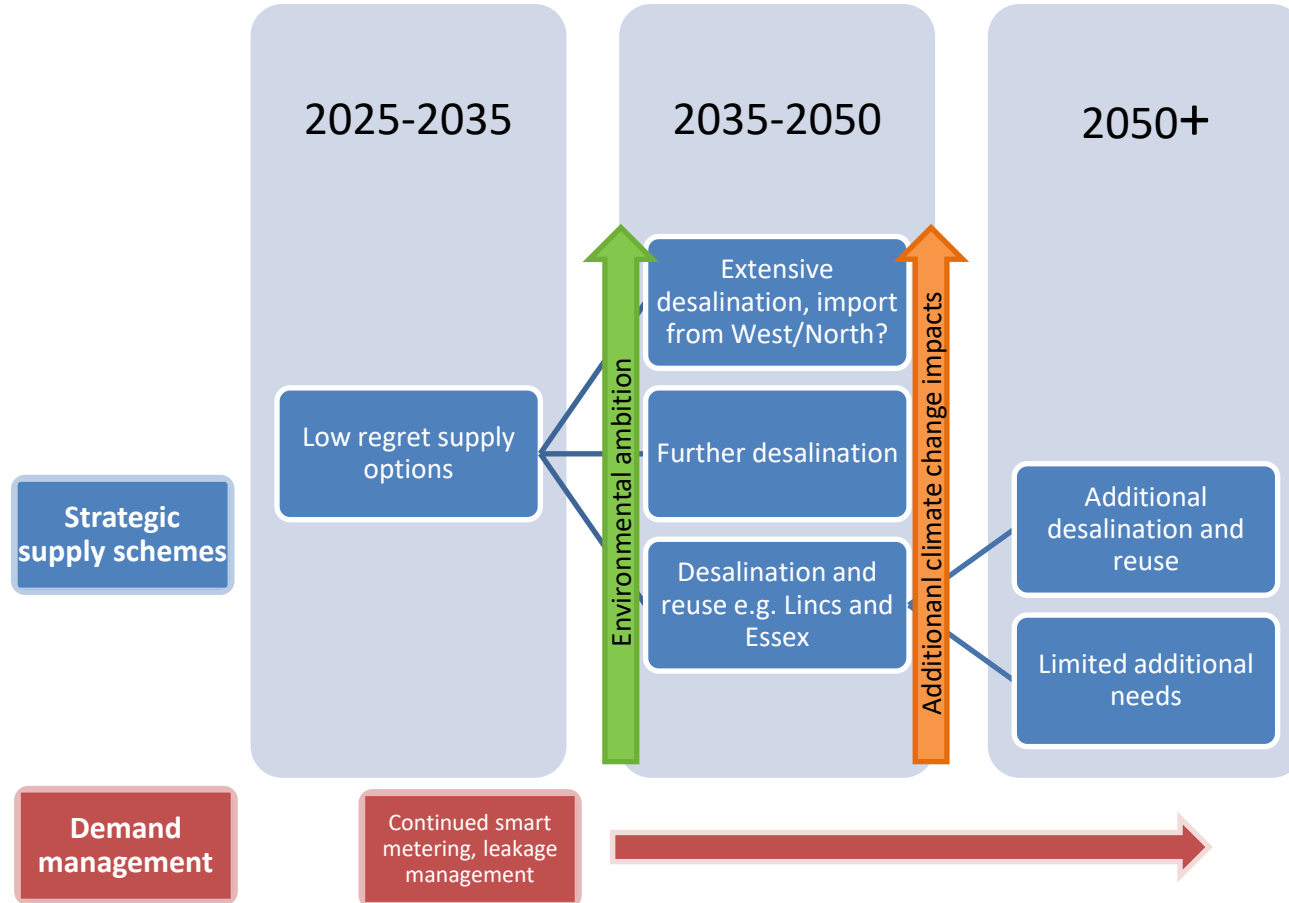 2025-2035
2035-2050
2050+
Strategic
supply schemes
Low regret supply
options
Environmental ambition
Extensive
desalination, import
from West/North?
Further desalination
Desalination and
reuse e.g. Lincs and
Essex
Additionanl climate change impacts
Additional
desalination and
reuse
Limited additional
needs
Demand
management
Continued smart
metering, leakage
management